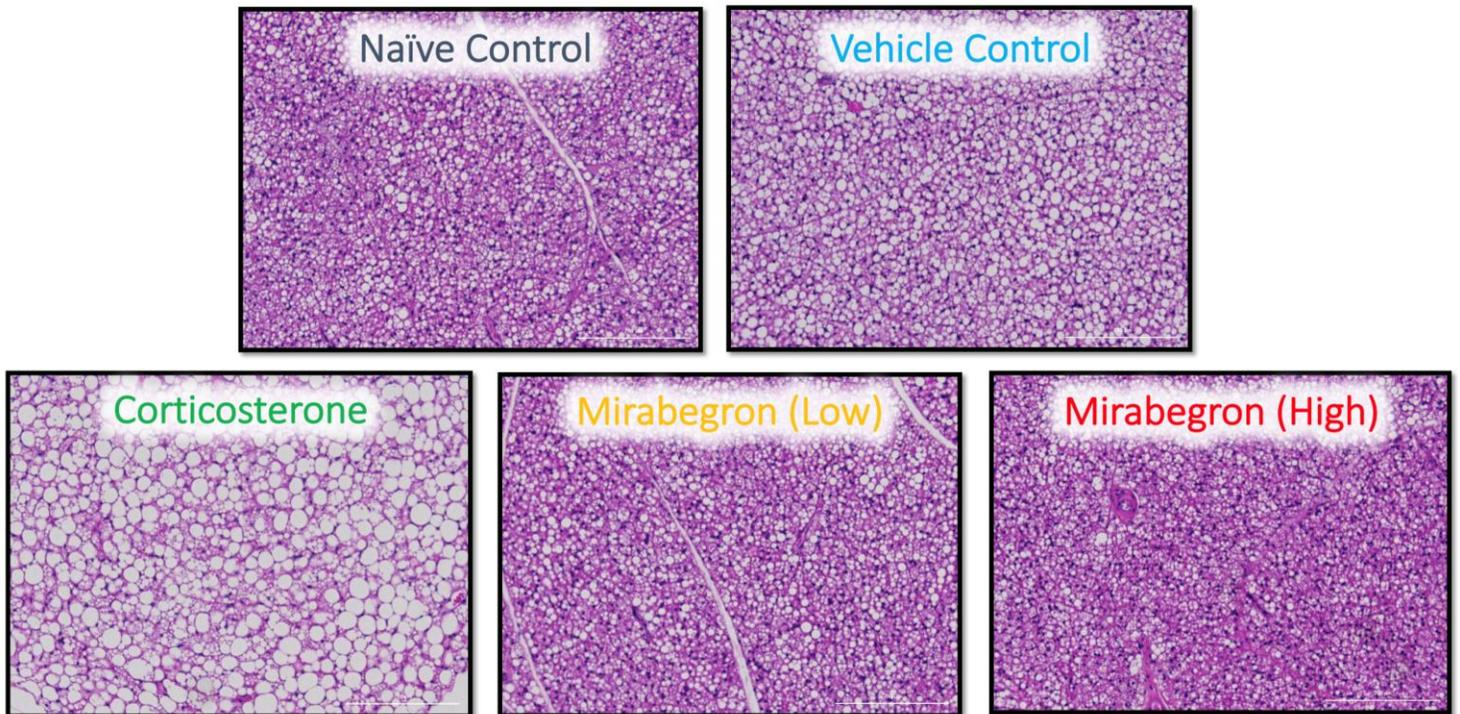 Naïve Control
Vehicle Control
Corticosterone
Mirabegron (Low)
Mirabegron (High)